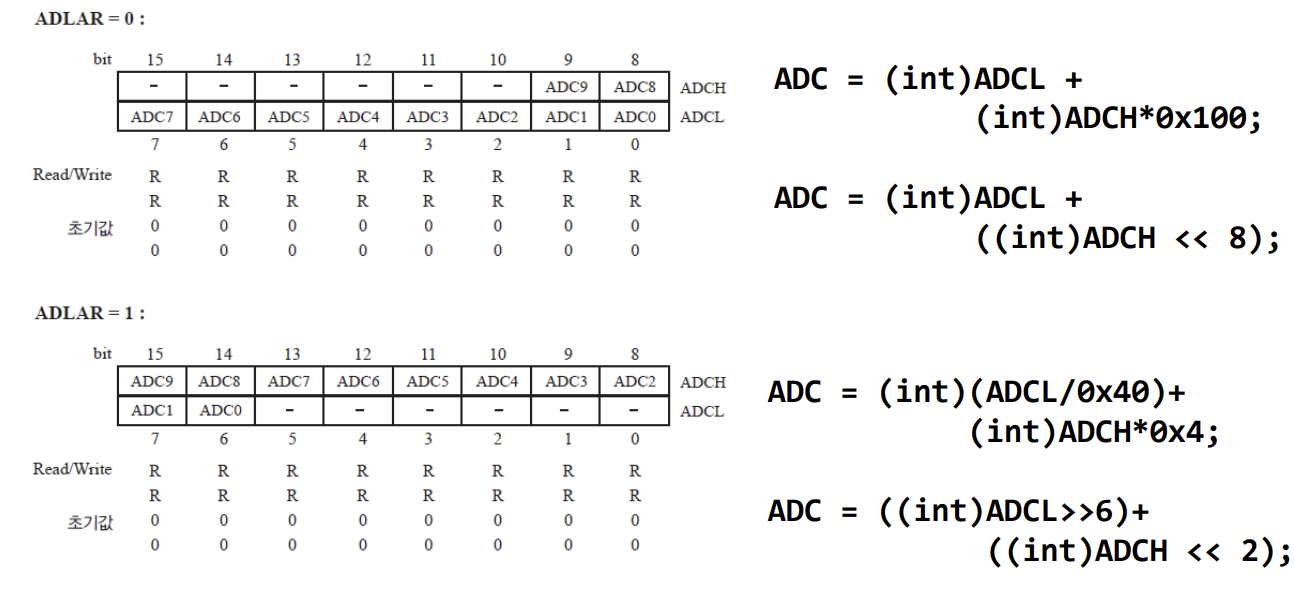 ADLAR = 0 :
bit 15 14 13 12 11 10 9 8
- - - - - - ADC9 ADC8 ADCH
ADC7 ADC6 ADC5 ADC4 ADC3 ADC2 ADC1 ADC0 ADCL
7 6 5 4 3 2 1 0
Read/Write R R R R R R R R
R R R R R R R R
초기값 0 0 0 0 0 0 0 0
0 0 0 0 0 0 0 0
ADC = (int)ADCL +
(int)ADCH*0x100;
ADC = (int)ADCL +
((int)ADCH << 8);
ADLAR = 1 :
bit 15 14 13 12 11 10 9 8
ADC9 ADC8 ADC7 ADC6 ADC5 ADC4 ADC3 ADC2 ADCH
ADC1 ADC0 - - - - - - ADCL
7 6 5 4 3 2 1 0
Read/Write R R R R R R R R
R R R R R R R R
초기값 0 0 0 0 0 0 0 0
0 0 0 0 0 0 0 0
ADC = (int)(ADCL/0x40)+
(int)ADCH*0x4;
ADC = ((int)ADCL>>6)+
((int)ADCH << 2);